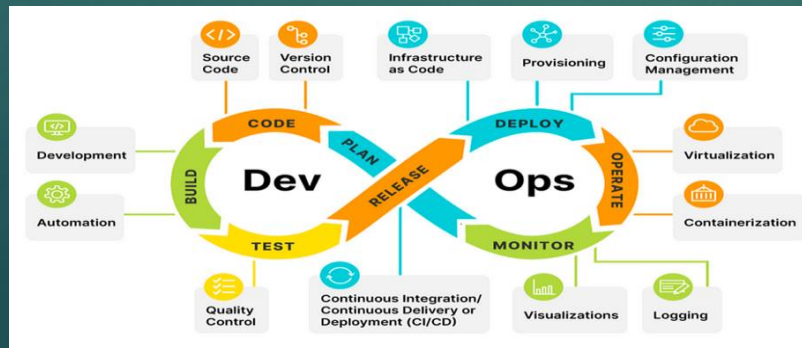 </>
Source
Code
Version
Control
Infrastructure
as Code
Provisioning
Configuration
Management
CODE
PLAN
DEPLOY
</>
Development
BUILD
Dev
RELEASE
Ops
OPERATE
Virtualization
Automation
TEST
MONITOR
Containerization
Quality
Control
Continuous Integration/
Continuous Delivery or
Deployment (CI/CD)
Visualizations
Logging